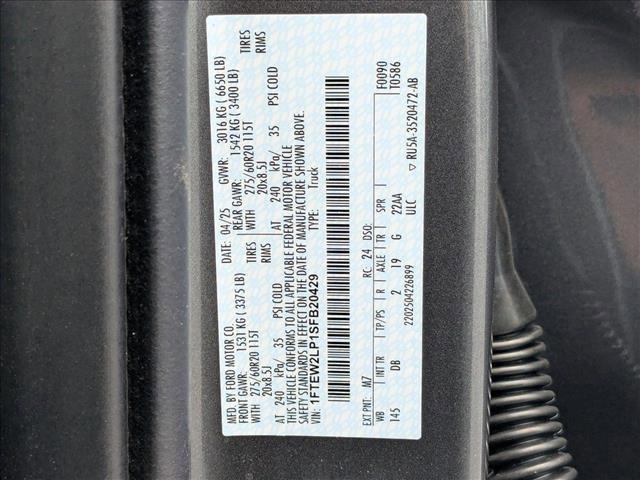 MFD. BY FORD MOTOR CO.
DATE: 04/25 GVWR: 3016 KG ( 6650 LB)
FRONT GAWR: 1531 KG ( 3375 LB) REAR GAWR: 1542 KG ( 3400 LB)
WITH 275/60R20 115T TIRES WITH 275/60R20 115T TIRES
20x8.5J RIMS 20x8.5J RIMS
AT 240 kPa/ 35 PSI COLD AT 240 kPa/ 35 PSI COLD
THIS VEHICLE CONFORMS TO ALL APPLICABLE FEDERAL MOTOR VEHICLE
SAFETY STANDARDS IN EFFECT ON THE DATE OF MANUFACTURE SHOWN ABOVE.
VIN: 1FTEW2LP1SFB20429 TYPE: Truck
F0090
EXT PNT: M7 RC: 24 DSO: T0586
WB INT TR TP/PS R AXLE TR SPR
145 DB 2 19 G 22AA
ULC
2202504226899 RU5A-3520472-AB